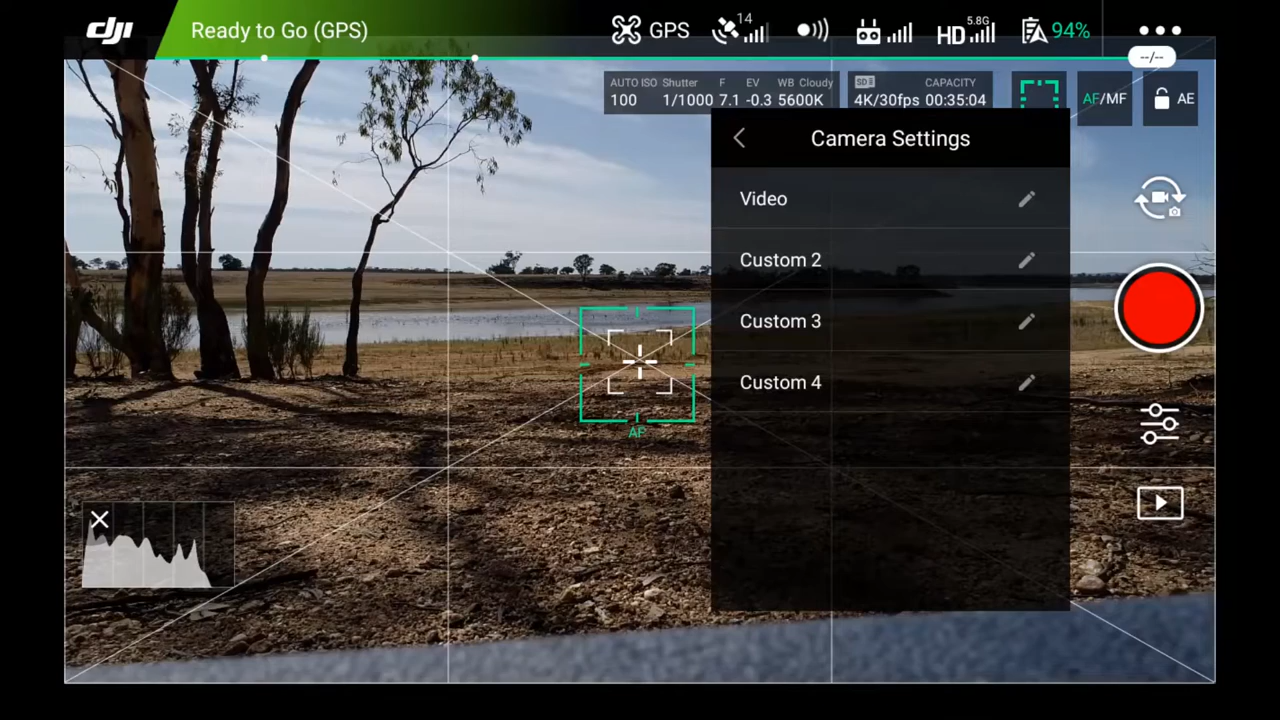 dji Ready to Go (GPS) GPS 14 HD 5.8G 94%
--/--
AUTO ISO Shutter F EV WB Cloudy SD CAPACITY
100 1/1000 7.1 -0.3 5600K 4K/30fps 00:35:04 AF/MF AE
Camera Settings
Video
Custom 2
Custom 3
Custom 4
AF